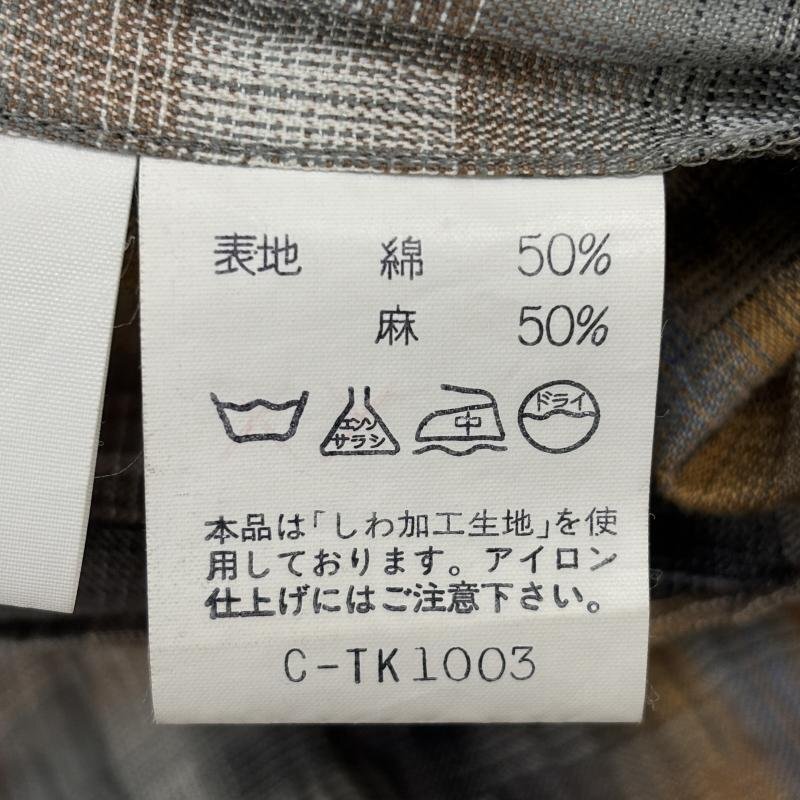 表地 綿 50%
麻 50%
エンソ サラシ 中 ドライ
本品は「しわ加工生地」を使
用しております。アイロン
仕上げにはご注意下さい。
C-TK1003